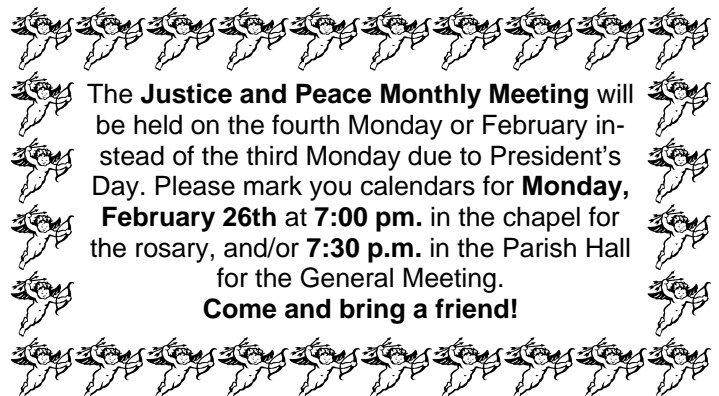 The Justice and Peace Monthly Meeting will
be held on the fourth Monday or February in-
stead of the third Monday due to President's
Day. Please mark you calendars for Monday,
February 26th at 7:00 pm. in the chapel for
the rosary, and/or 7:30 p.m. in the Parish Hall
for the General Meeting.
Come and bring a friend!